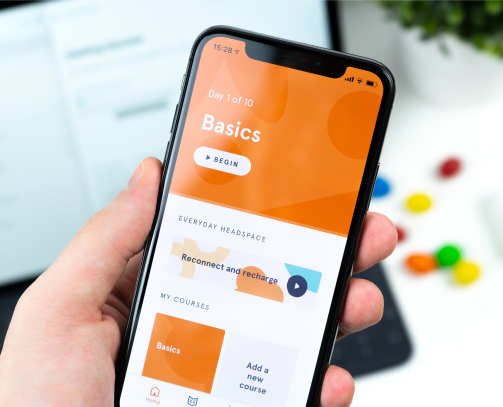 15:28
Day 1 of 10
Basics
BEGIN
EVERYDAY HEADSPACE
Reconnect and recharge
MY COURSES
Basics
Add a
new
course
Home